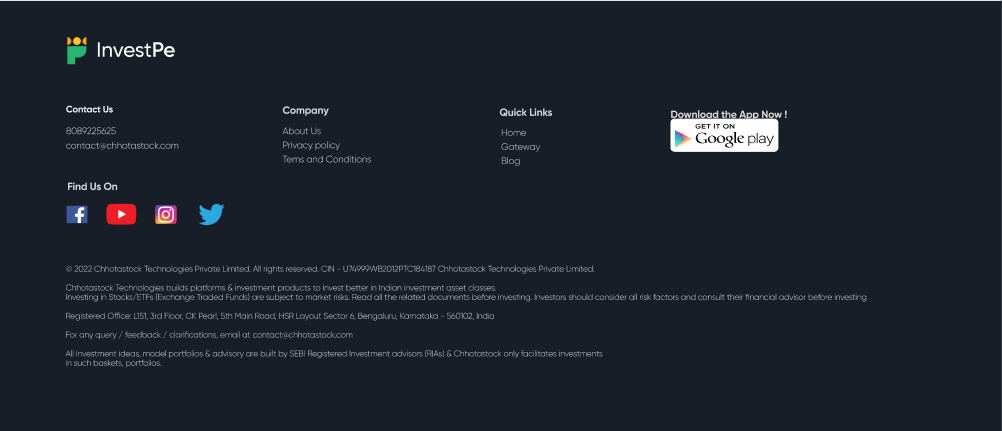 InvestPe
Contact Us
8089225625
contact@chhotastock.com
Company
About Us
Privacy policy
Tems and Conditions
Quick Links
Home
Gateway
Blog
Download the App Now !
GET IT ON
Google play
Find Us On
© 2022 Chhotastock Technologies Private Limited. All rights reserved. CIN - U74999WB2012PTC184187 Chhotastock Technologies Private Limited.
Chhotastock Technologies builds platforms & investment products to invest better in Indian investment asset classes.
Investing in Stocks/ETFs (Exchange Traded Funds) are subject to market risks. Read all the related documents before investing. Investors should consider all risk factors and consult their financial advisor before investing
Registered Office: L151, 3rd Floor, CK Pearl, 5th Main Road, HSR Layout Sector 6, Bengaluru, Karnataka - 560102, India
For any query / feedback / clarifications, email at contact@chhotastock.com
All Investment ideas, model portfolios & advisory are built by SEBI Registered Investment advisors (RIAs) & Chhotastock only facilitates investments
in such baskets, portfolios.